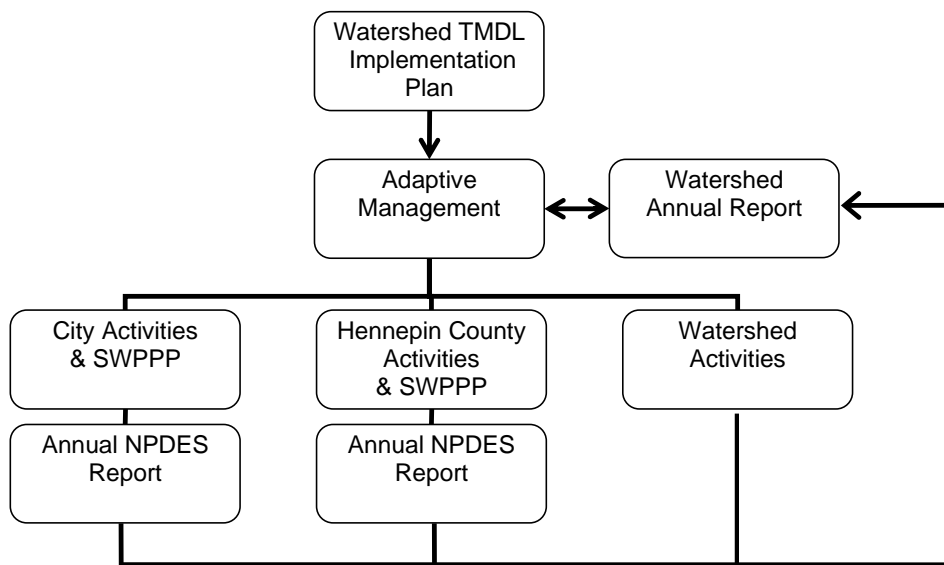 Watershed TMDL
Implementation
Plan
Adaptive
Management
Watershed
Annual Report
City Activities
& SWPPP
Hennepin County
Activities
& SWPPP
Watershed
Activities
Annual NPDES
Report
Annual NPDES
Report